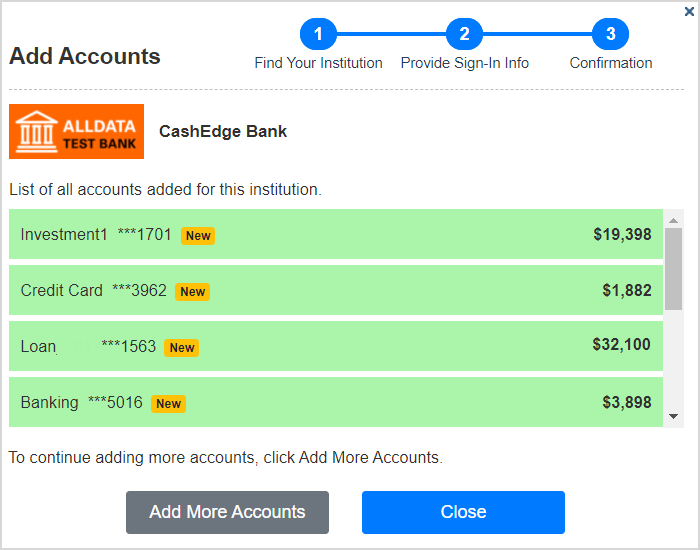 Add Accounts
1 2 3
Find Your Institution Provide Sign-In Info Confirmation
ALLDATA
TEST BANK
CashEdge Bank
List of all accounts added for this institution.
Investment1 ***1701 New $19,398
Credit Card ***3962 New $1,882
Loan ***1563 New $32,100
Banking ***5016 New $3,898
To continue adding more accounts, click Add More Accounts.
Add More Accounts Close